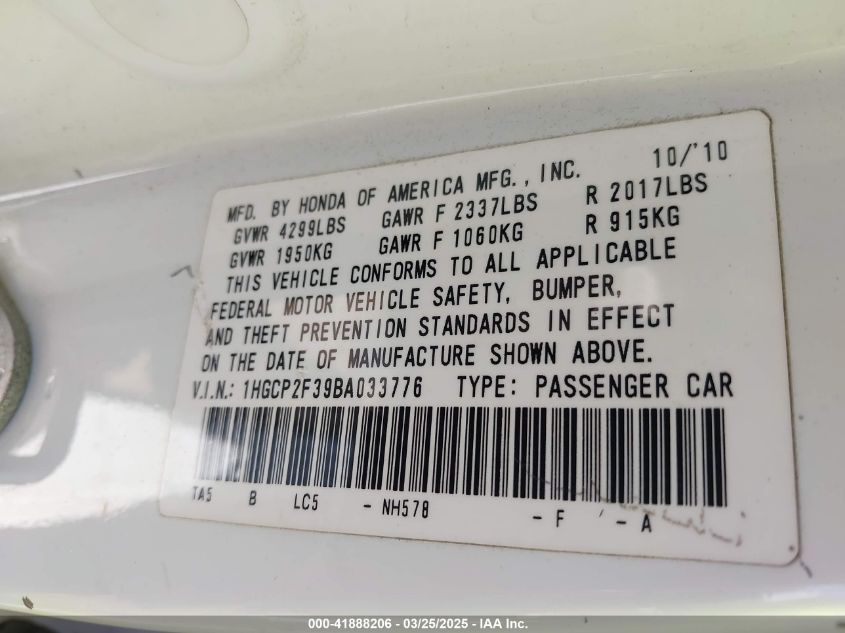 MFD. BY HONDA OF AMERICA MFG., INC. 10/'10
GVWR 4299LBS GAWR F 2337LBS R 2017LBS
GVWR 1950KG GAWR F 1060KG R 915KG
THIS VEHICLE CONFORMS TO ALL APPLICABLE
FEDERAL MOTOR VEHICLE SAFETY, BUMPER,
AND THEFT PREVENTION STANDARDS IN EFFECT
ON THE DATE OF MANUFACTURE SHOWN ABOVE.
V.I.N.: 1HGCP2F39BA033776 TYPE: PASSENGER CAR
TA5 B LC5 - NH578 - F - A
000-41888206 - 03/25/2025 - IAA Inc.